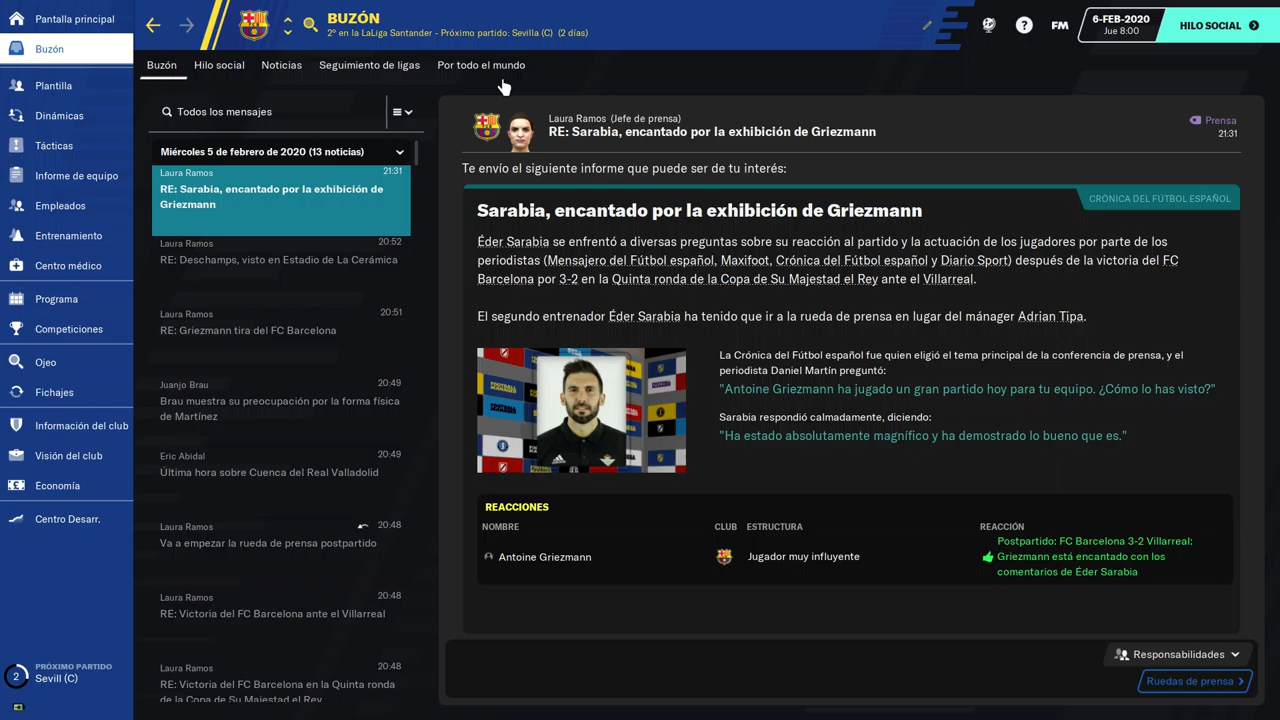 Pantalla principal
Buzón
Plantilla
Dinámicas
Tácticas
Informe de equipo
Empleados
Entrenamiento
Centro médico
Programa
Competiciones
Ojeo
Fichajes
Información del club
Visión del club
Economía
Centro Desarr.
2
PRÓXIMO PARTIDO
Sevill (C)
BUZÓN
2º en la LaLiga Santander - Próximo partido: Sevilla (C) (2 días)
FM
6-FEB-2020
Jue 8:00
HILO SOCIAL
Buzón
Hilo social
Noticias
Seguimiento de ligas
Por todo el mundo
Todos los mensajes
Miércoles 5 de febrero de 2020 (13 noticias)
Laura Ramos 21:31
RE: Sarabia, encantado por la exhibición de
Griezmann
Laura Ramos 20:52
RE: Deschamps, visto en Estadio de La Cerámica
Laura Ramos 20:51
RE: Griezmann tira del FC Barcelona
Juanjo Brau 20:49
Brau muestra su preocupación por la forma física
de Martínez
Eric Abidal 20:49
Última hora sobre Cuenca del Real Valladolid
Laura Ramos 20:48
Va a empezar la rueda de prensa postpartido
Laura Ramos 20:48
RE: Victoria del FC Barcelona ante el Villarreal
Laura Ramos 20:48
RE: Victoria del FC Barcelona en la Quinta ronda
de la Copa de Su Majestad el Rey
Laura Ramos (Jefe de prensa)
RE: Sarabia, encantado por la exhibición de Griezmann
Prensa
21:31
Te envío el siguiente informe que puede ser de tu interés:
CRÓNICA DEL FÚTBOL ESPAÑOL
Sarabia, encantado por la exhibición de Griezmann
Éder Sarabia se enfrentó a diversas preguntas sobre su reacción al partido y la actuación de los jugadores por parte de los
periodistas (Mensajero del Fútbol español, Maxifoot, Crónica del Fútbol español y Diario Sport) después de la victoria del FC
Barcelona por 3-2 en la Quinta ronda de la Copa de Su Majestad el Rey ante el Villarreal.
El segundo entrenador Éder Sarabia ha tenido que ir a la rueda de prensa en lugar del mánager Adrian Tipa.
La Crónica del Fútbol español fue quien eligió el tema principal de la conferencia de prensa, y el
periodista Daniel Martín preguntó:
"Antoine Griezmann ha jugado un gran partido hoy para tu equipo. ¿Cómo lo has visto?"
Sarabia respondió calmadamente, diciendo:
"Ha estado absolutamente magnífico y ha demostrado lo bueno que es."
REACCIONES
NOMBRE CLUB ESTRUCTURA REACCIÓN
Antoine Griezmann Jugador muy influyente
Postpartido: FC Barcelona 3-2 Villarreal:
Griezmann está encantado con los
comentarios de Éder Sarabia
Responsabilidades
Ruedas de prensa